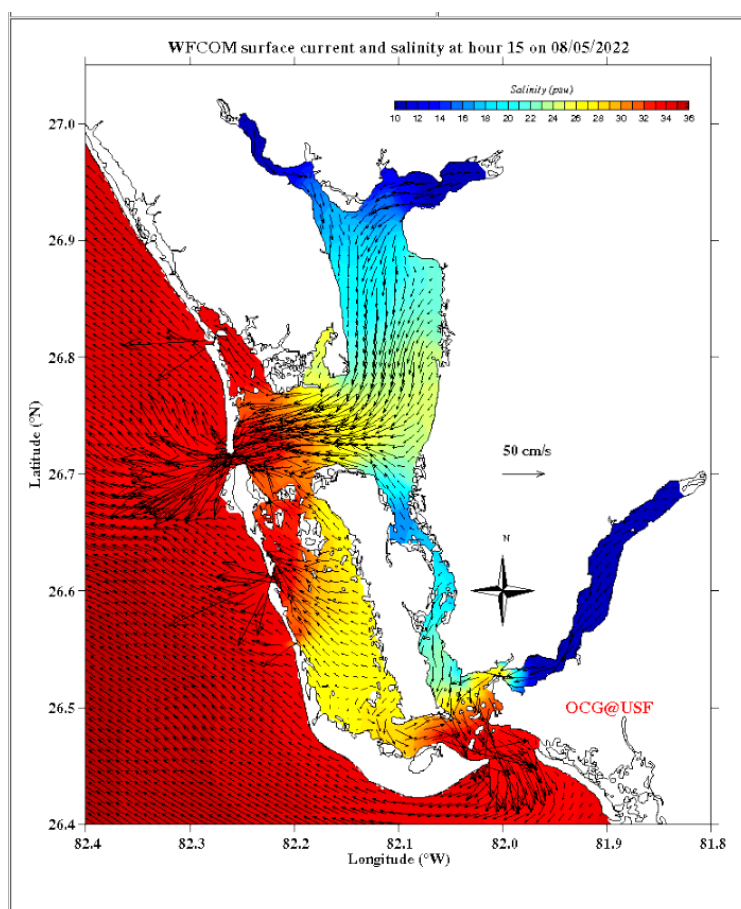 WFCOM surface current and salinity at hour 15 on 08/05/2022
Salinity (psu)
10 12 14 16 18 20 22 24 26 28 30 32 34 36
27.0
26.9
26.8
26.7
26.6
26.5
26.4
Latitude (°N)
50 cm/s
N
OCG@USF
82.4 82.3 82.2 82.1 82.0 81.9 81.8
Longitude (°W)